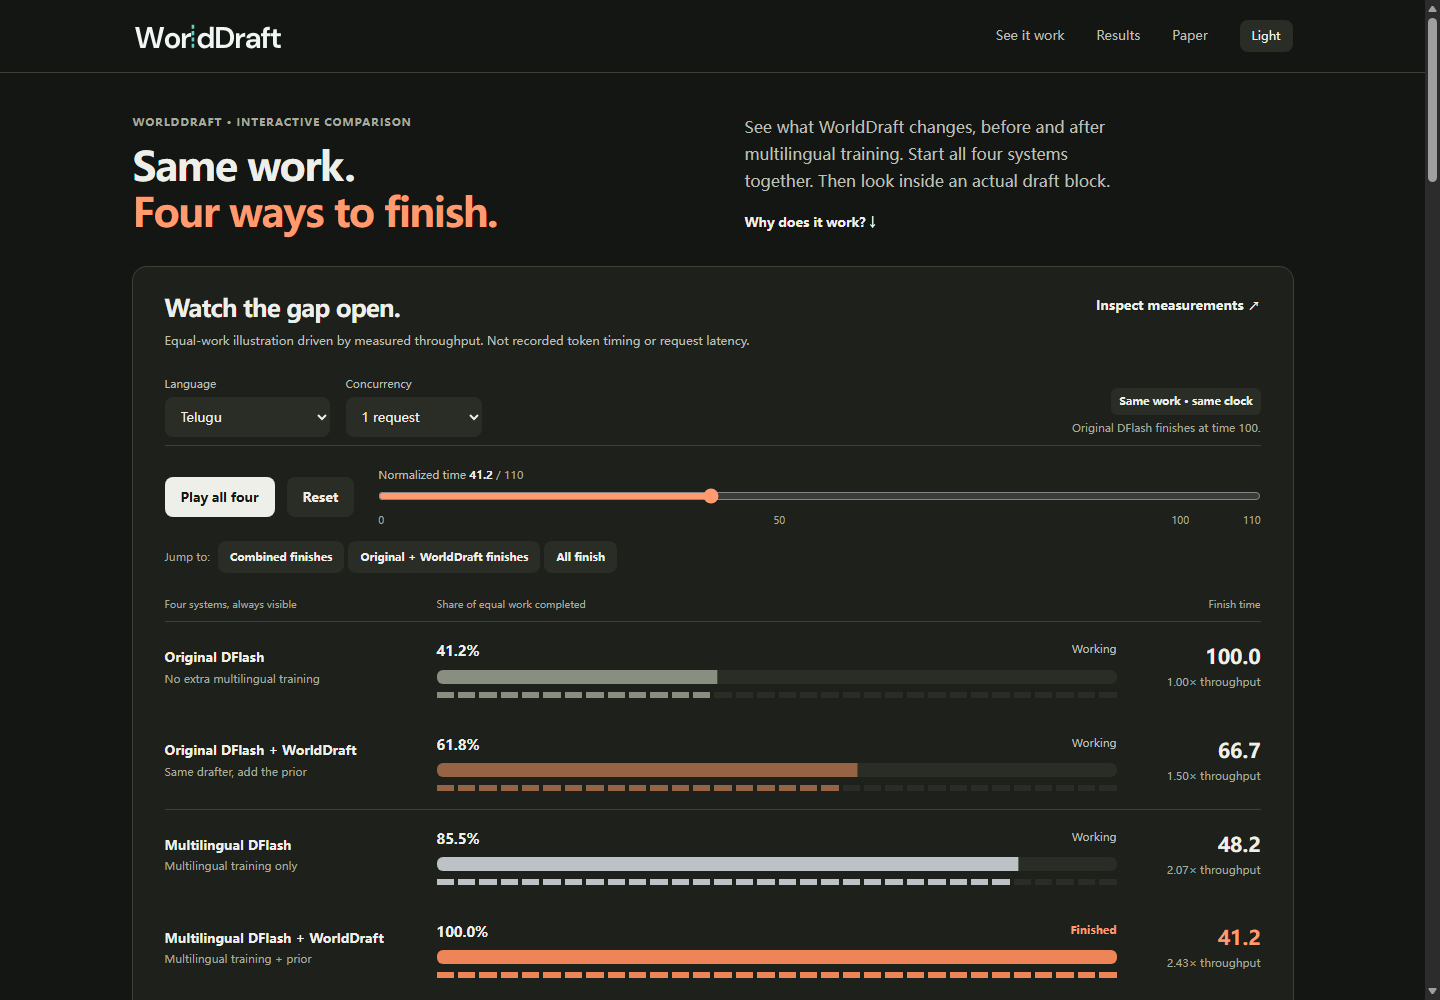 WorldDraft
See it work
Results
Paper
Light
WORLDDRAFT • INTERACTIVE COMPARISON
Same work.
Four ways to finish.
See what WorldDraft changes, before and after
multilingual training. Start all four systems
together. Then look inside an actual draft block.
Why does it work? ↓
Watch the gap open.
Inspect measurements ↗
Equal-work illustration driven by measured throughput. Not recorded token timing or request latency.
Language
Concurrency
Telugu
1 request
Same work • same clock
Original DFlash finishes at time 100.
Play all four
Reset
Normalized time 41.2 / 110
0
50
100
110
Jump to:
Combined finishes
Original + WorldDraft finishes
All finish
Four systems, always visible
Share of equal work completed
Finish time
Original DFlash
No extra multilingual training
41.2%
Working
100.0
1.00× throughput
Original DFlash + WorldDraft
Same drafter, add the prior
61.8%
Working
66.7
1.50× throughput
Multilingual DFlash
Multilingual training only
85.5%
Working
48.2
2.07× throughput
Multilingual DFlash + WorldDraft
Multilingual training + prior
100.0%
Finished
41.2
2.43× throughput